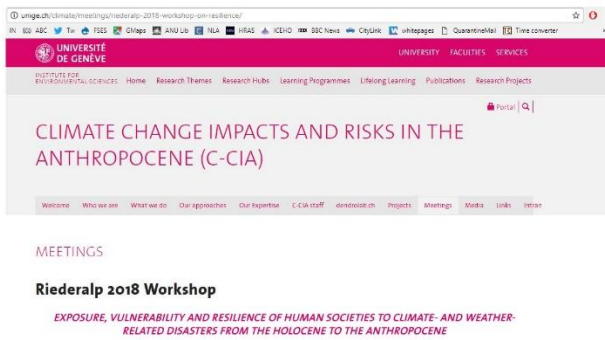 unige.ch/climate/meetings/riederalp-2018-workshop-on-resilience/
IN ABC Tw FSES GMaps ANU Lib NLA HRAS ICEHO BBC News CityLink whitepages QuarantineMail Time converter
UNIVERSITÉ
DE GENÈVE
UNIVERSITY FACULTIES SERVICES
INSTITUTE FOR
ENVIRONMENTAL SCIENCES Home Research Themes Research Hubs Learning Programmes Lifelong Learning Publications Research Projects
Portal
CLIMATE CHANGE IMPACTS AND RISKS IN THE
ANTHROPOCENE (C-CIA)
Welcome Who we are What we do Our approaches Our Expertise C-CIA staff dendrolab.ch Projects Meetings Media Links Intran
MEETINGS
Riederalp 2018 Workshop
EXPOSURE, VULNERABILITY AND RESILIENCE OF HUMAN SOCIETIES TO CLIMATE- AND WEATHER-
RELATED DISASTERS FROM THE HOLOCENE TO THE ANTHROPOCENE